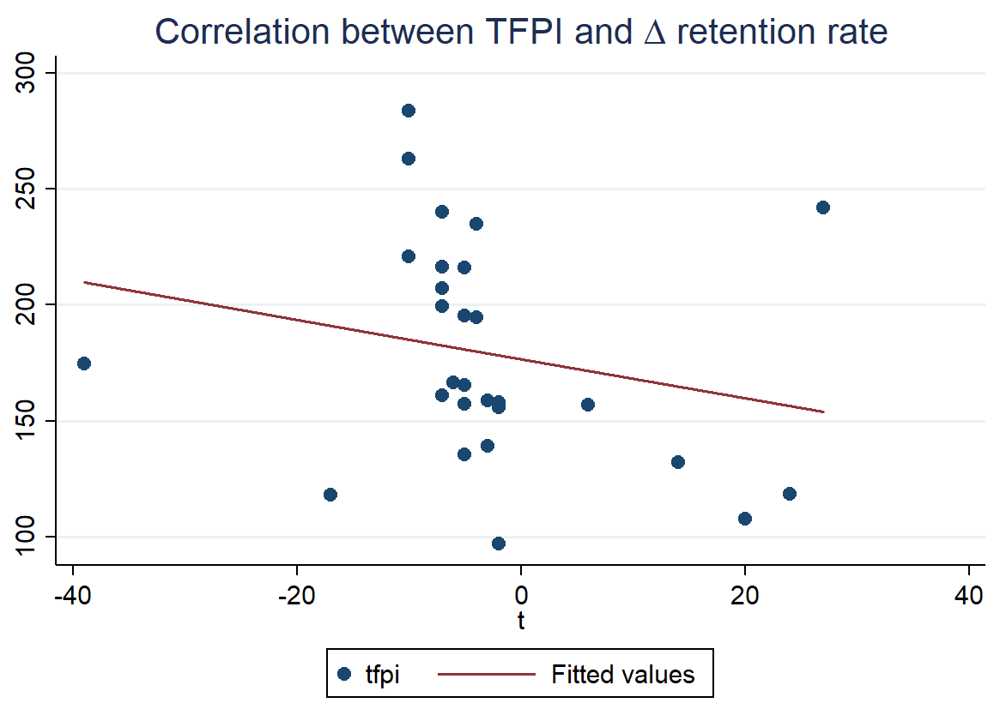 Correlation between TFPI and Δ retention rate
300
250
200
150
100
-40 -20 0 20 40
t
tfpi Fitted values